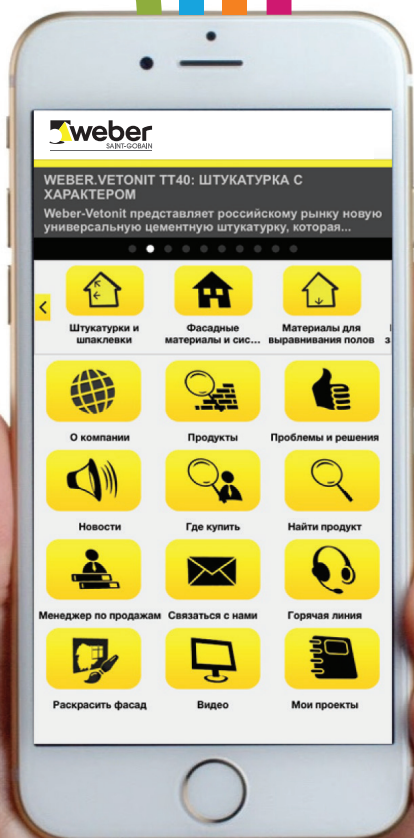 weber
SAINT-GOBAIN
WEBER.VETONIT TT40: ШТУКАТУРКА С
ХАРАКТЕРОМ
Weber-Vetonit представляет российскому рынку новую
универсальную цементную штукатурку, которая...
Штукатурки и
шпаклевки
Фасадные
материалы и сис...
Материалы для
выравнивания полов
О компании
Продукты
Проблемы и решения
Новости
Где купить
Найти продукт
Менеджер по продажам
Связаться с нами
Горячая линия
Раскрасить фасад
Видео
Мои проекты